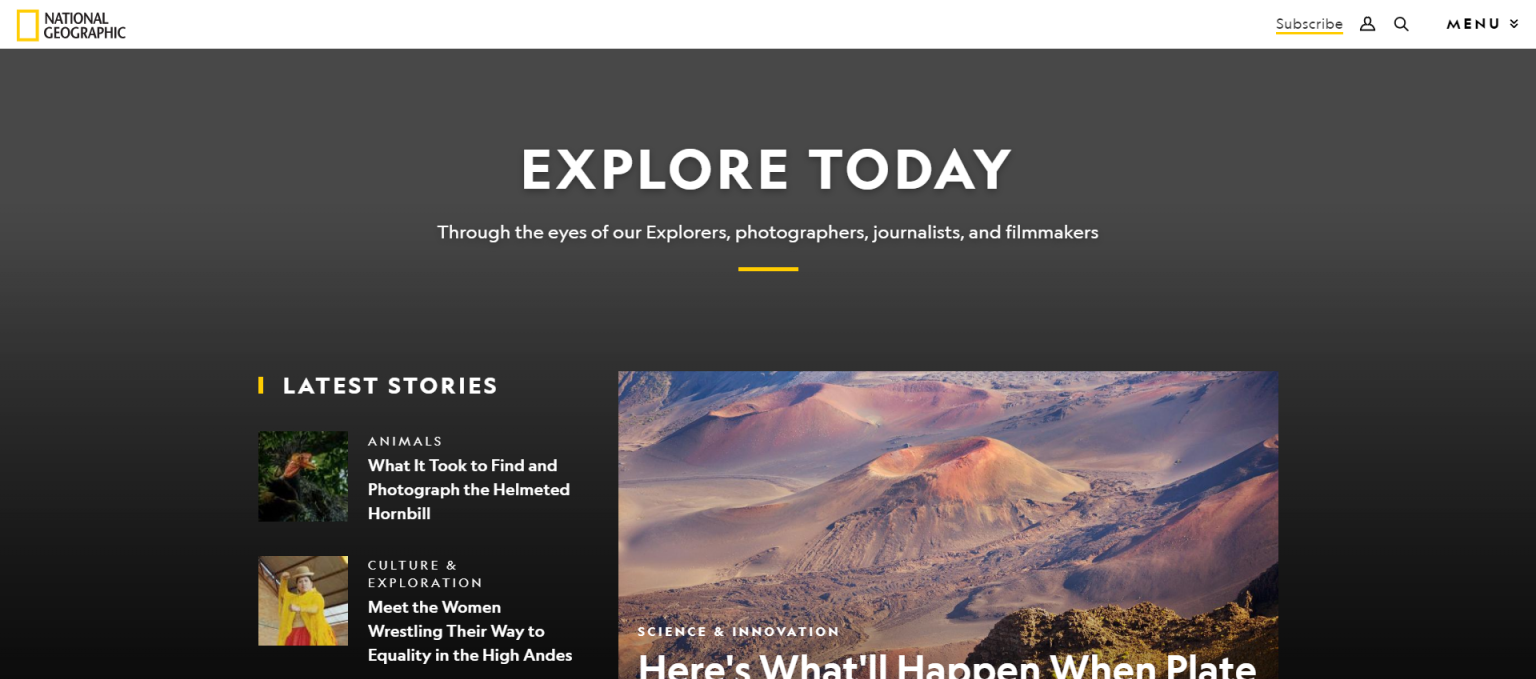 NATIONAL
GEOGRAPHIC
Subscribe
MENU
EXPLORE TODAY
Through the eyes of our Explorers, photographers, journalists, and filmmakers
LATEST STORIES
ANIMALS
What It Took to Find and
Photograph the Helmeted
Hornbill
CULTURE &
EXPLORATION
Meet the Women
Wrestling Their Way to
Equality in the High Andes
SCIENCE & INNOVATION
Here's What'll Happen When Plate